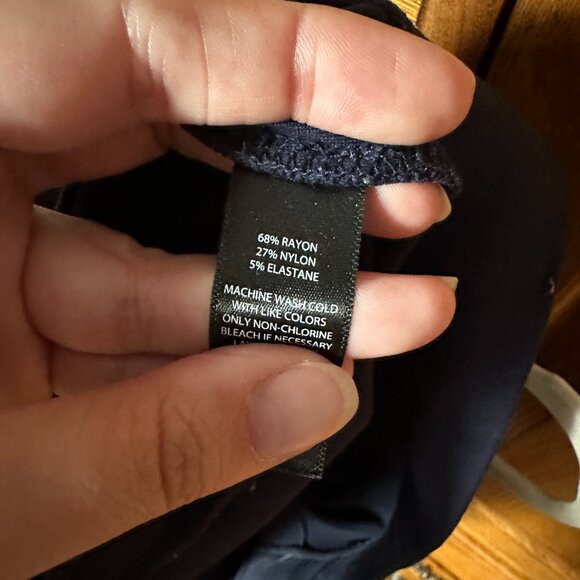 68% RAYON
27% NYLON
5% ELASTANE
MACHINE WASH COLD
WITH LIKE COLORS
ONLY NON-CHLORINE
BLEACH IF NECESSARY